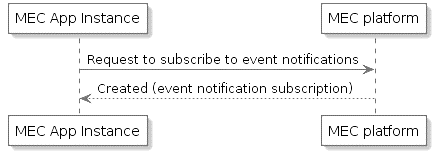 MEC App Instance MEC platform
Request to subscribe to event notifications
Created (event notification subscription)
MEC App Instance MEC platform